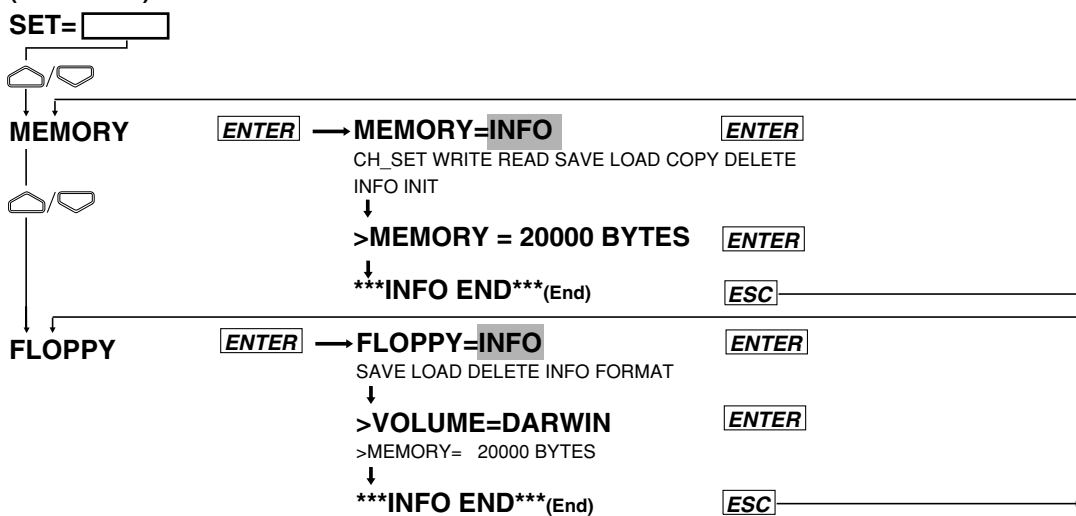 SET=
/
MEMORY ENTER MEMORY=INFO ENTER
CH_SET WRITE READ SAVE LOAD COPY DELETE
INFO INIT
/
>MEMORY = 20000 BYTES ENTER
***INFO END***(End) ESC
FLOPPY ENTER FLOPPY=INFO ENTER
SAVE LOAD DELETE INFO FORMAT
>VOLUME=DARWIN ENTER
>MEMORY= 20000 BYTES
***INFO END***(End) ESC